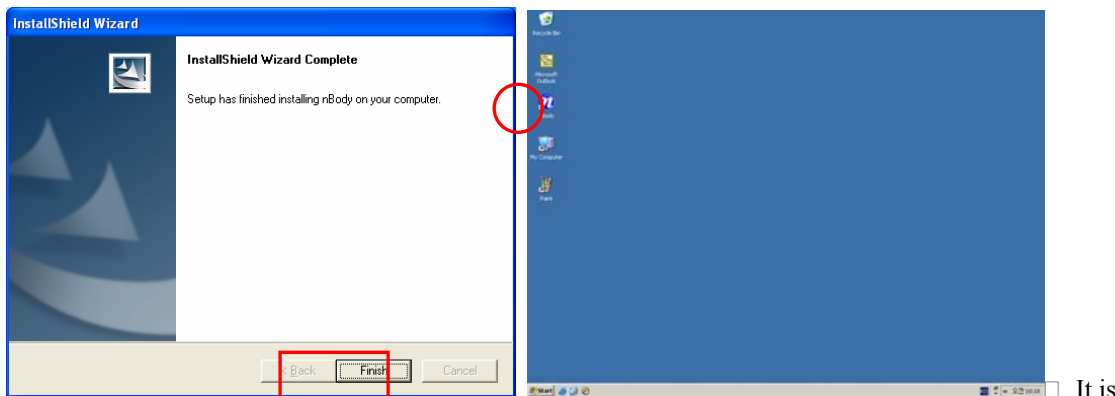 InstallShield Wizard
InstallShield Wizard Complete
Setup has finished installing nBody on your computer.
< Back
Finish
Cancel
Recycle Bin
Microsoft
Outlook
My Computer
Paint
Start
It is